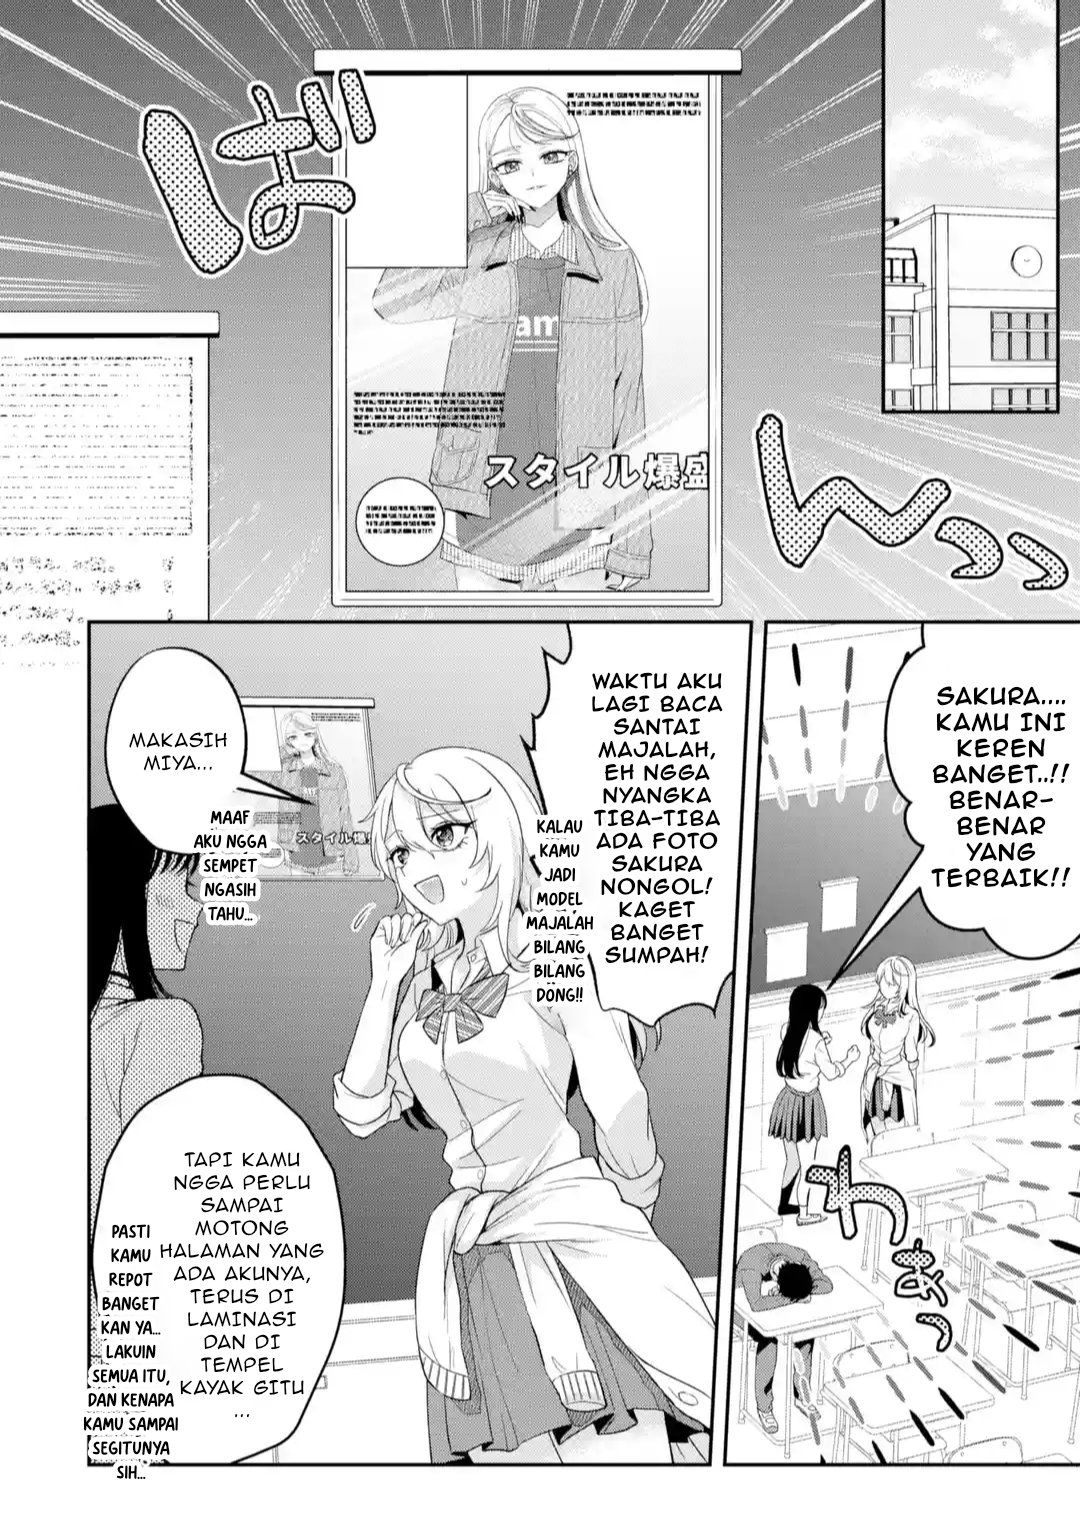 ばんっっ
am
スタイル爆盛
SAKURA....
KAMU INI
KEREN
BANGET..!!
BENAR-
BENAR YANG
TERBAIK!!
わぁっ
WAKTU AKU
LAGI BACA
SANTAI
MAJALAH,
EH NGGA
NYANGKA
TIBA-TIBA
ADA FOTO
SAKURA
NONGOL!
KAGET
BANGET
SUMPAH!
KALAU
KAMU
JADI
MODEL
MAJALAH
BILANG
BILANG
DONG!!
MAKASIH
MIYA...
MAAF
AKU NGGA
SEMPET
NGASIH
TAHU...
スタイル爆
TAPI KAMU
NGGA PERLU
SAMPAI
MOTONG
HALAMAN YANG
ADA AKUNYA,
TERUS DI
LAMINASI
DAN DI
TEMPEL
KAYAK GITU
...
PASTI
KAMU
REPOT
BANGET
KAN YA...
LAKUIN
SEMUA ITU,
DAN KENAPA
KAMU SAMPAI
SEGITUNYA
SIH...